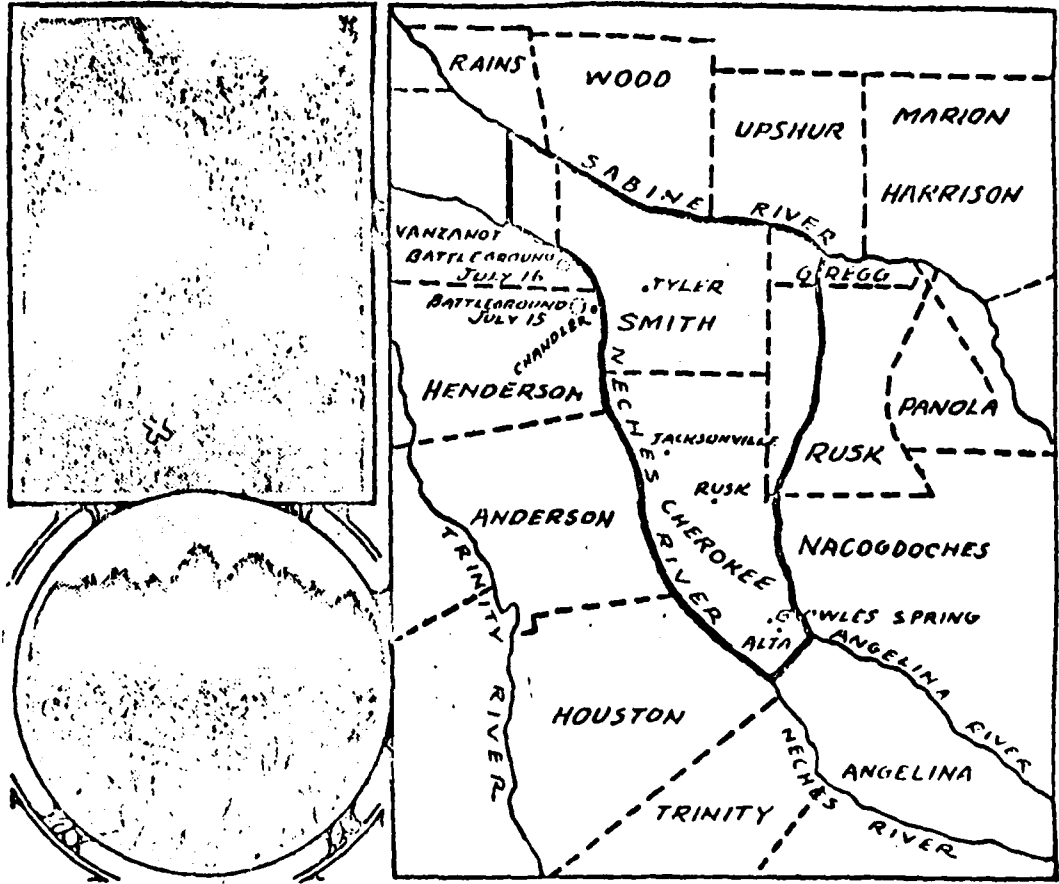 RAINS
WOOD
UPSHUR
MARION
HARRISON
SABINE RIVER
VANZANDT
BATTLEGROUND
JULY 16
BATTLEGROUND
JULY 15
CHANDLER
TYLER
SMITH
GREGG
HENDERSON
PANOLA
JACKSONVILLE
RUSK
RUSK
ANDERSON
CHEROKEE
NECHES RIVER
NACOGDOCHES
TRINITY RIVER
BOWLES SPRING
ALTA
ANGELINA RIVER
HOUSTON
ANGELINA
TRINITY
NECHES RIVER